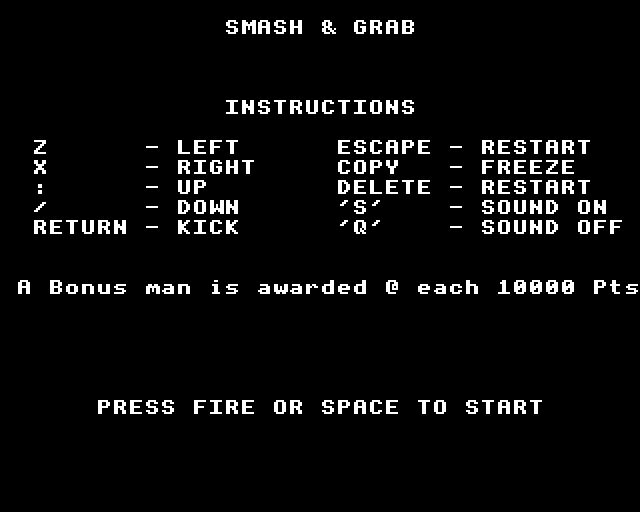 SMASH & GRAB
INSTRUCTIONS
Z - LEFT ESCAPE - RESTART
X - RIGHT COPY - FREEZE
: - UP DELETE - RESTART
/ - DOWN 'S' - SOUND ON
RETURN - KICK 'Q' - SOUND OFF
A Bonus man is awarded @ each 10000 Pts
PRESS FIRE OR SPACE TO START